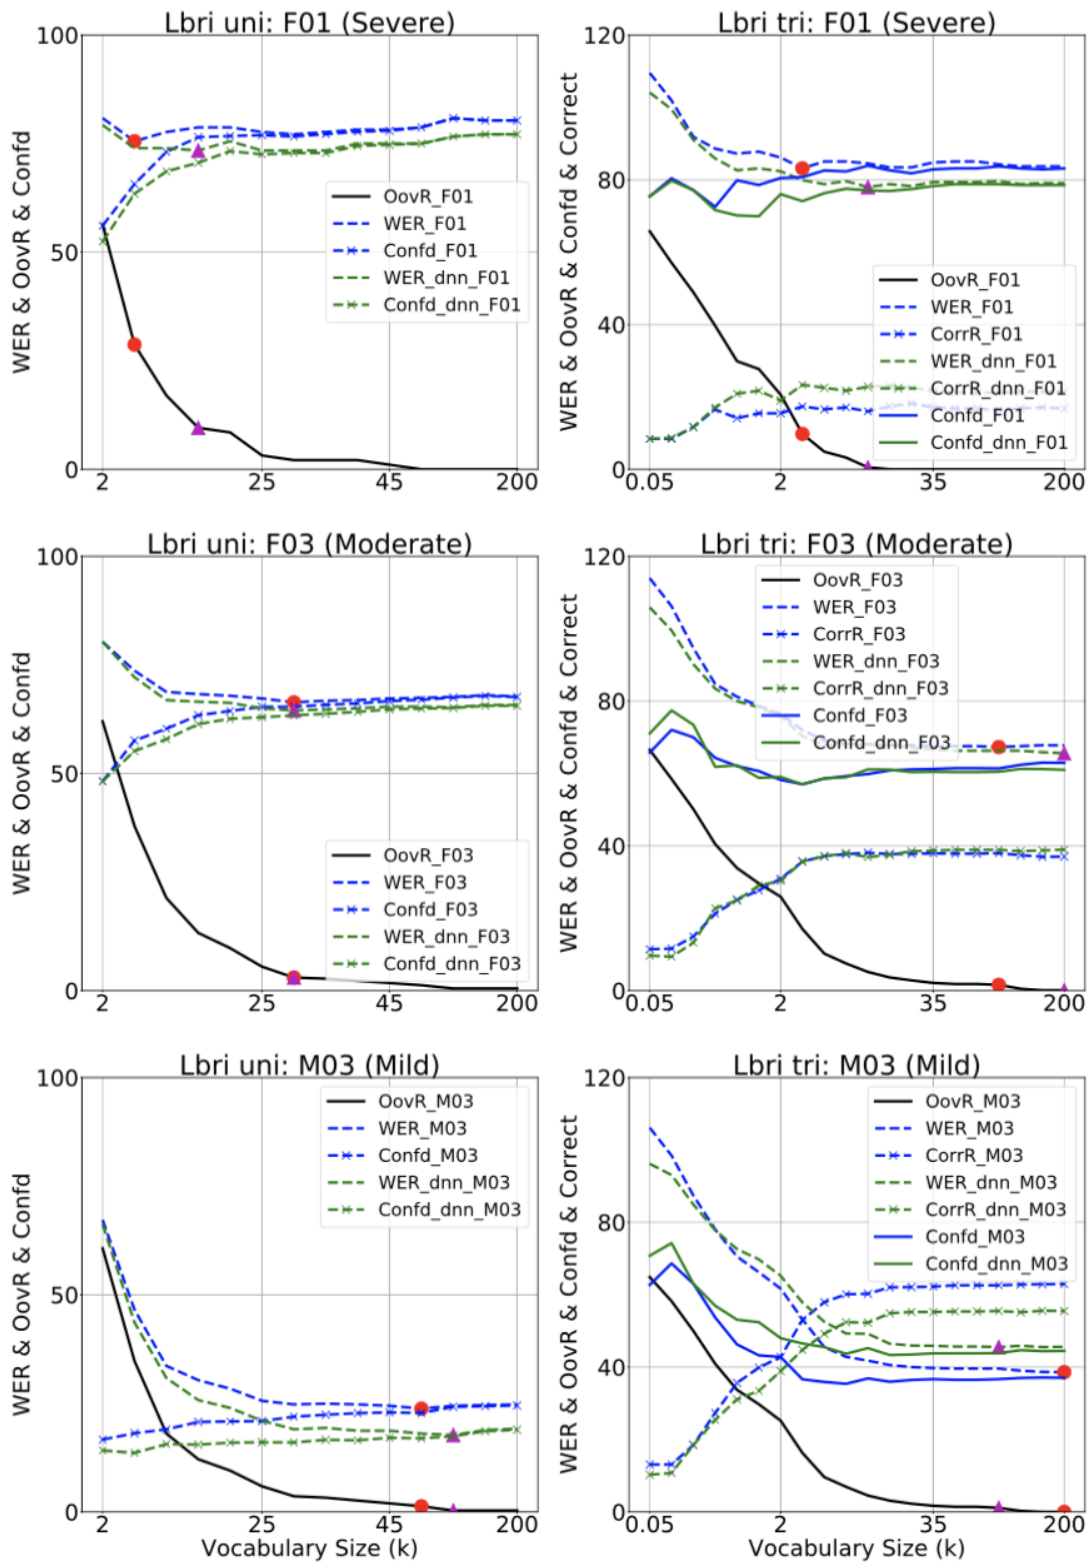 Lbri uni: F01 (Severe)
100
50
0
2
25
45
200
WER & OovR & Confd
OovR_F01
WER_F01
Confd_F01
WER_dnn_F01
Confd_dnn_F01
Lbri tri: F01 (Severe)
120
80
40
0
0.05
2
35
200
WER & OovR & Confd & Correct
OovR_F01
WER_F01
CorrR_F01
WER_dnn_F01
CorrR_dnn_F01
Confd_F01
Confd_dnn_F01
Lbri uni: F03 (Moderate)
100
50
0
2
25
45
200
WER & OovR & Confd
OovR_F03
WER_F03
Confd_F03
WER_dnn_F03
Confd_dnn_F03
Lbri tri: F03 (Moderate)
120
80
40
0
0.05
2
35
200
WER & OovR & Confd & Correct
OovR_F03
WER_F03
CorrR_F03
WER_dnn_F03
CorrR_dnn_F03
Confd_F03
Confd_dnn_F03
Lbri uni: M03 (Mild)
100
50
0
2
25
45
200
WER & OovR & Confd
Vocabulary Size (k)
OovR_M03
WER_M03
Confd_M03
WER_dnn_M03
Confd_dnn_M03
Lbri tri: M03 (Mild)
120
80
40
0
0.05
2
35
200
WER & OovR & Confd & Correct
Vocabulary Size (k)
OovR_M03
WER_M03
CorrR_M03
WER_dnn_M03
CorrR_dnn_M03
Confd_M03
Confd_dnn_M03